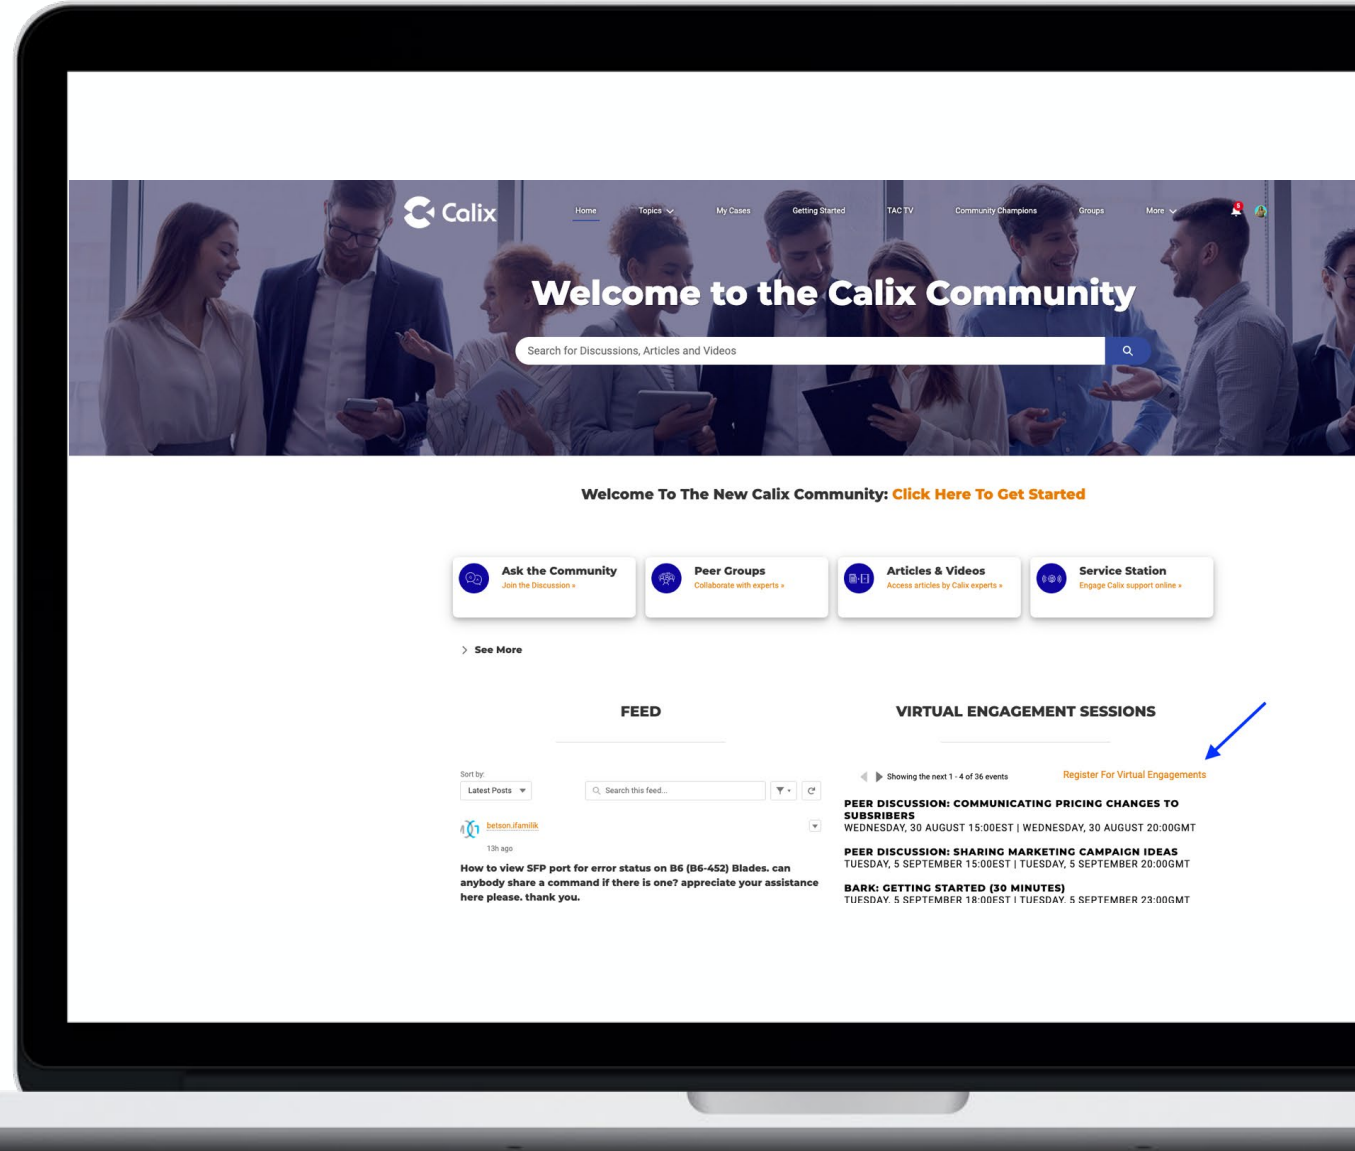 Calix
Home
Topics
My Cases
Getting Started
TAC TV
Community Champions
Groups
More
5
Welcome to the Calix Community
Search for Discussions, Articles and Videos
Welcome To The New Calix Community: Click Here To Get Started
Ask the Community
Join the Discussion »
Peer Groups
Collaborate with experts »
Articles & Videos
Access articles by Calix experts »
Service Station
Engage Calix support online »
See More
FEED
Sort by:
Latest Posts
Search this feed...
betson.ifamilik
13h ago
How to view SFP port for error status on B6 (B6-452) Blades. can
anybody share a command if there is one? appreciate your assistance
here please. thank you.
VIRTUAL ENGAGEMENT SESSIONS
Showing the next 1 - 4 of 36 events
Register For Virtual Engagements
PEER DISCUSSION: COMMUNICATING PRICING CHANGES TO
SUBSRIBERS
WEDNESDAY, 30 AUGUST 15:00EST | WEDNESDAY, 30 AUGUST 20:00GMT
PEER DISCUSSION: SHARING MARKETING CAMPAIGN IDEAS
TUESDAY, 5 SEPTEMBER 15:00EST | TUESDAY, 5 SEPTEMBER 20:00GMT
BARK: GETTING STARTED (30 MINUTES)
TUESDAY, 5 SEPTEMBER 18:00EST | TUESDAY, 5 SEPTEMBER 23:00GMT